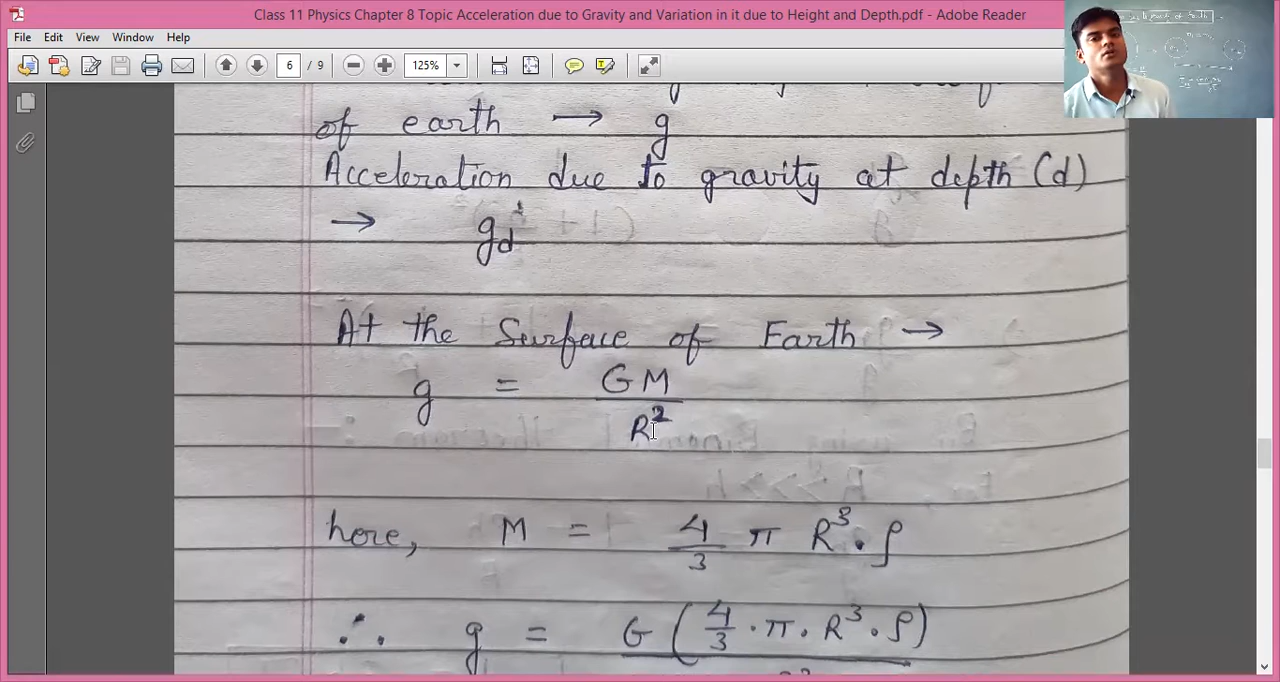 Class 11 Physics Chapter 8 Topic Acceleration due to Gravity and Variation in it due to Height and Depth.pdf - Adobe Reader
File Edit View Window Help
6 / 9 125%
of earth → g
Acceleration due to gravity at depth (d)
→ gd
At the Surface of Earth →
g = GM
R²
here, M = 4/3 π R³ . ρ
∴ g = G (4/3 . π . R³ . ρ)